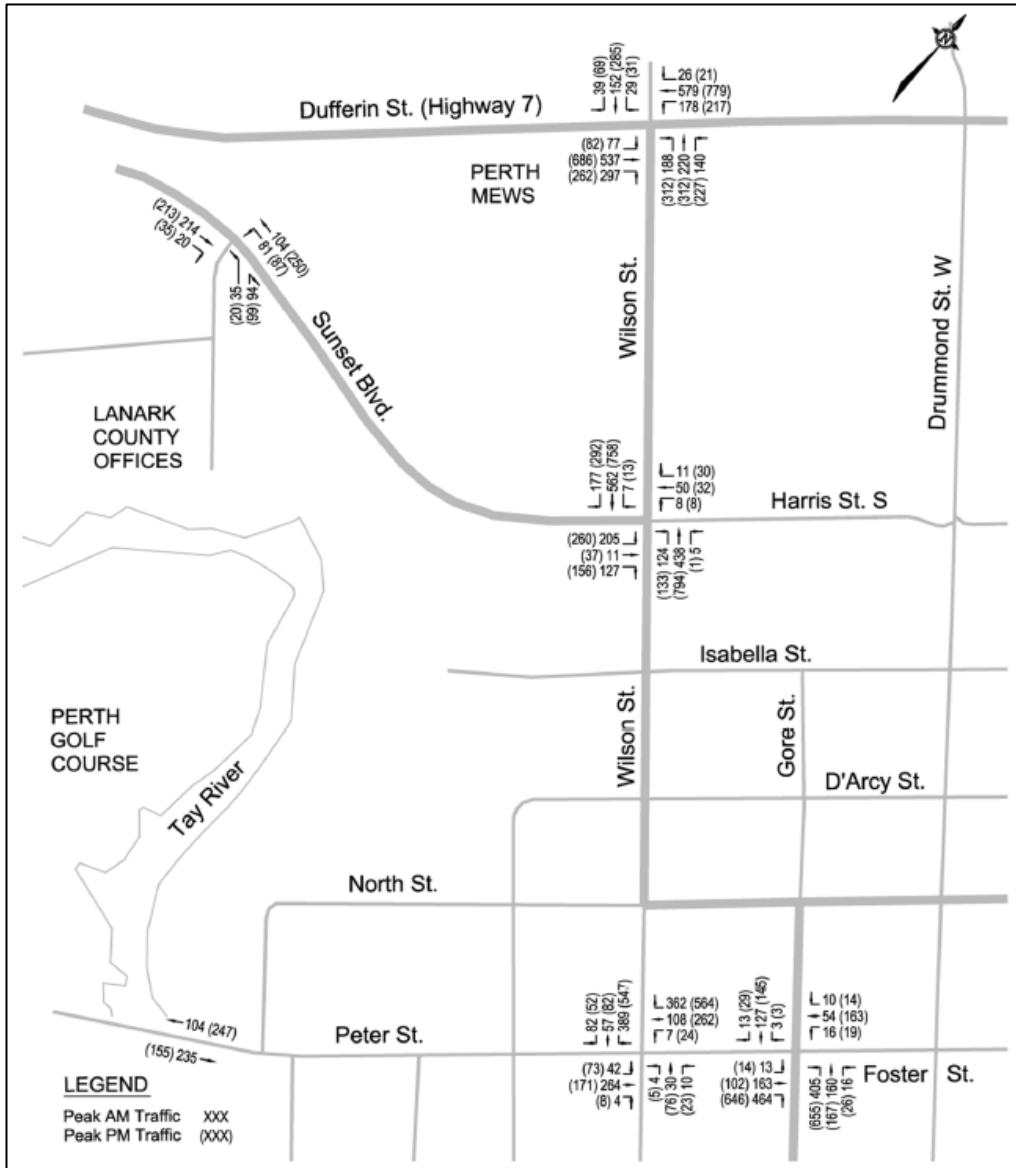 39 (69)
152 (285)
29 (31)
26 (21)
579 (779)
178 (217)
Dufferin St. (Highway 7)
(82) 77
(686) 537
(262) 297
(312) 188
(312) 220
(227) 140
PERTH
MEWS
N
(213) 214
(35) 20
104 (250)
81 (87)
(20) 35
(99) 94
Sunset Blvd.
Wilson St.
Drummond St. W
LANARK
COUNTY
OFFICES
177 (292)
562 (758)
7 (13)
11 (30)
50 (32)
8 (8)
Harris St. S
(260) 205
(37) 11
(156) 127
(133) 124
(794) 438
(1) 5
Isabella St.
PERTH
GOLF
COURSE
Tay River
Wilson St.
Gore St.
D'Arcy St.
North St.
104 (247)
(155) 235
Peter St.
82 (52)
57 (82)
389 (547)
362 (564)
108 (262)
7 (24)
13 (29)
127 (145)
3 (3)
10 (14)
54 (163)
16 (19)
(73) 42
(171) 264
(8) 4
(5) 4
(76) 30
(23) 10
(14) 13
(102) 163
(646) 464
(655) 405
(167) 160
(26) 16
Foster St.
LEGEND
Peak AM Traffic XXX
Peak PM Traffic (XXX)